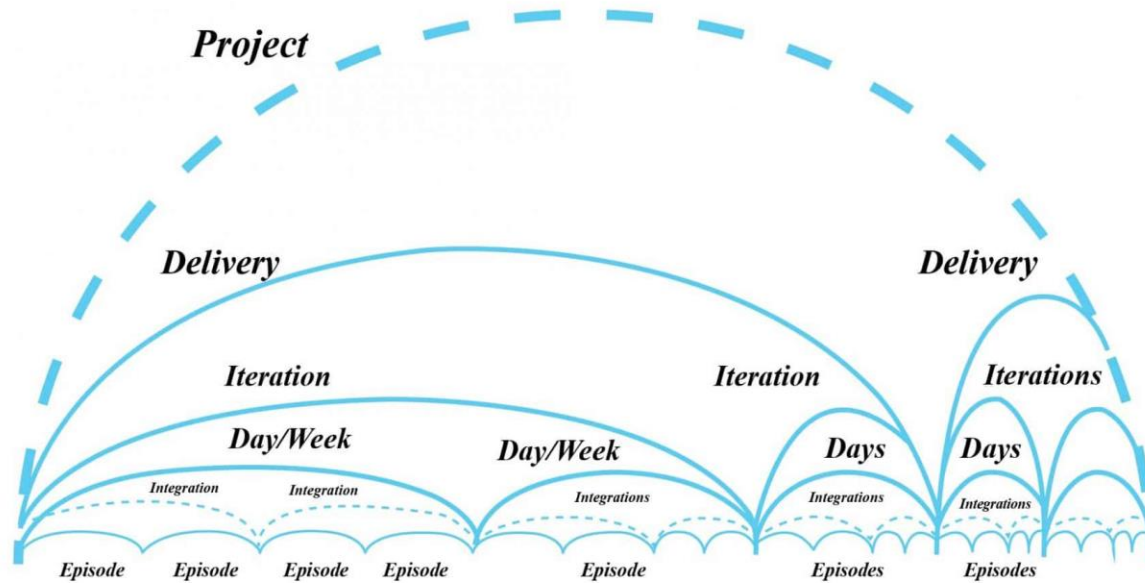 Project
Delivery
Delivery
Iteration
Iteration
Iterations
Day/Week
Day/Week
Days
Days
Integration
Integration
Integrations
Integrations
Integrations
Episode
Episode
Episode
Episode
Episode
Episodes
Episodes